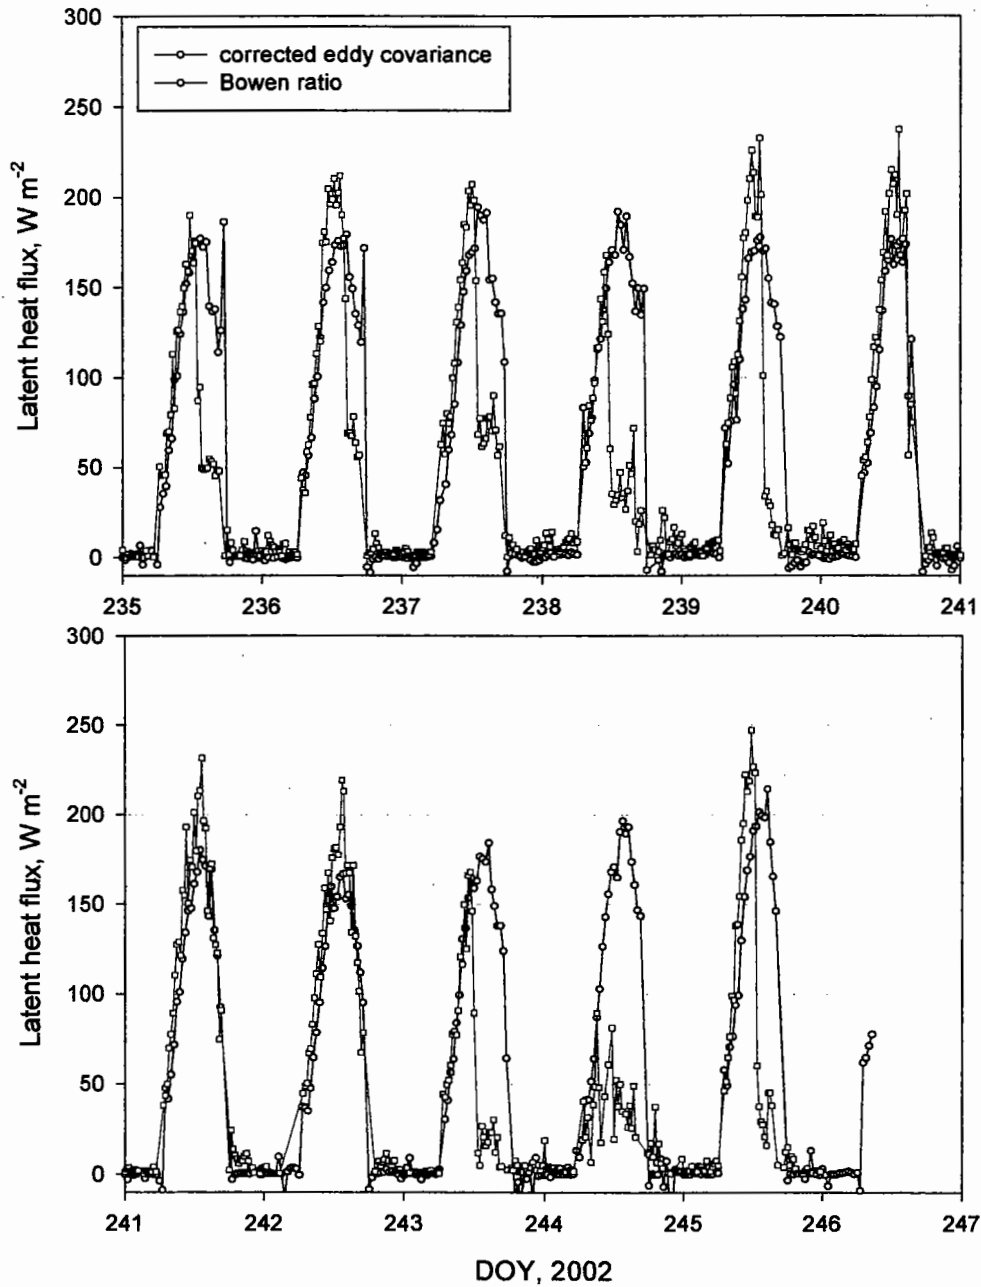 300
250
200
150
100
50
0
Latent heat flux, W m-2
corrected eddy covariance
Bowen ratio
235 236 237 238 239 240 241
300
250
200
150
100
50
0
Latent heat flux, W m-2
241 242 243 244 245 246 247
DOY, 2002